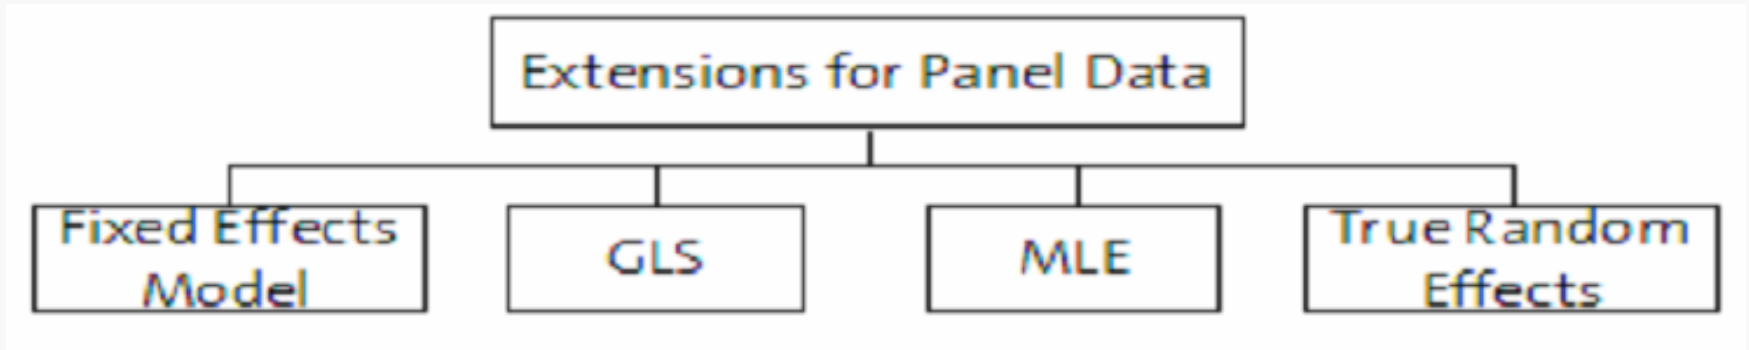 Extensions for Panel Data
Fixed Effects
Model
GLS
MLE
True Random
Effects